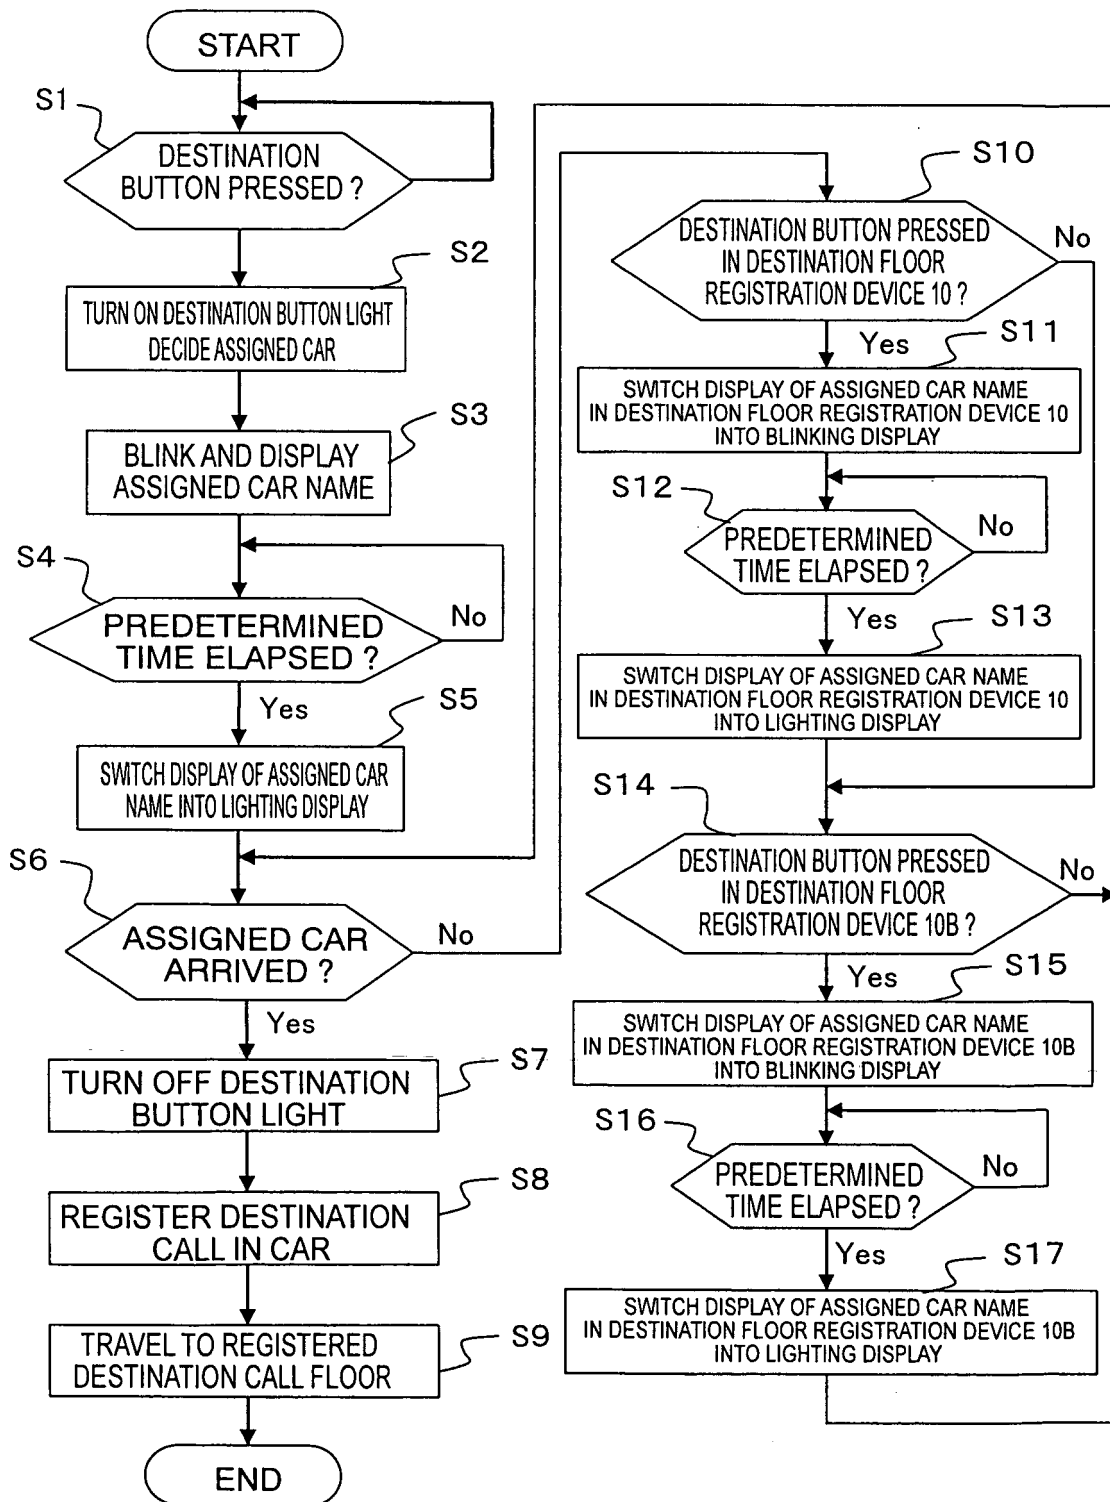 START
S1
DESTINATION
BUTTON PRESSED ?
S2
TURN ON DESTINATION BUTTON LIGHT
DECIDE ASSIGNED CAR
S3
BLINK AND DISPLAY
ASSIGNED CAR NAME
S4
PREDETERMINED
TIME ELAPSED ?
No
Yes
S5
SWITCH DISPLAY OF ASSIGNED CAR
NAME INTO LIGHTING DISPLAY
S6
ASSIGNED CAR
ARRIVED ?
No
Yes
S7
TURN OFF DESTINATION
BUTTON LIGHT
S8
REGISTER DESTINATION
CALL IN CAR
S9
TRAVEL TO REGISTERED
DESTINATION CALL FLOOR
END
S10
DESTINATION BUTTON PRESSED
IN DESTINATION FLOOR
REGISTRATION DEVICE 10 ?
No
Yes
S11
SWITCH DISPLAY OF ASSIGNED CAR NAME
IN DESTINATION FLOOR REGISTRATION DEVICE 10
INTO BLINKING DISPLAY
S12
PREDETERMINED
TIME ELAPSED ?
No
Yes
S13
SWITCH DISPLAY OF ASSIGNED CAR NAME
IN DESTINATION FLOOR REGISTRATION DEVICE 10
INTO LIGHTING DISPLAY
S14
DESTINATION BUTTON PRESSED
IN DESTINATION FLOOR
REGISTRATION DEVICE 10B ?
No
Yes
S15
SWITCH DISPLAY OF ASSIGNED CAR NAME
IN DESTINATION FLOOR REGISTRATION DEVICE 10B
INTO BLINKING DISPLAY
S16
PREDETERMINED
TIME ELAPSED ?
No
Yes
S17
SWITCH DISPLAY OF ASSIGNED CAR NAME
IN DESTINATION FLOOR REGISTRATION DEVICE 10B
INTO LIGHTING DISPLAY